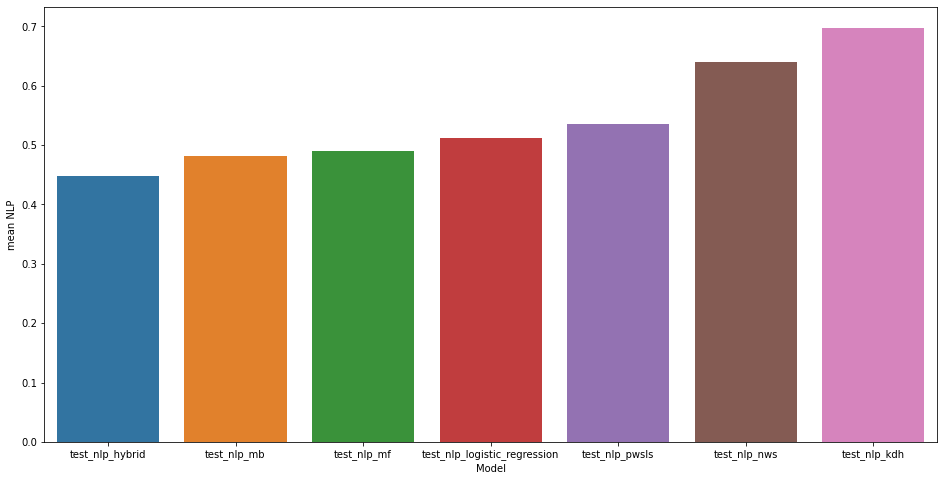 0.7
0.6
0.5
0.4
0.3
0.2
0.1
0.0
mean NLP
test_nlp_hybrid
test_nlp_mb
test_nlp_mf
test_nlp_logistic_regression
test_nlp_pwsls
test_nlp_nws
test_nlp_kdh
Model